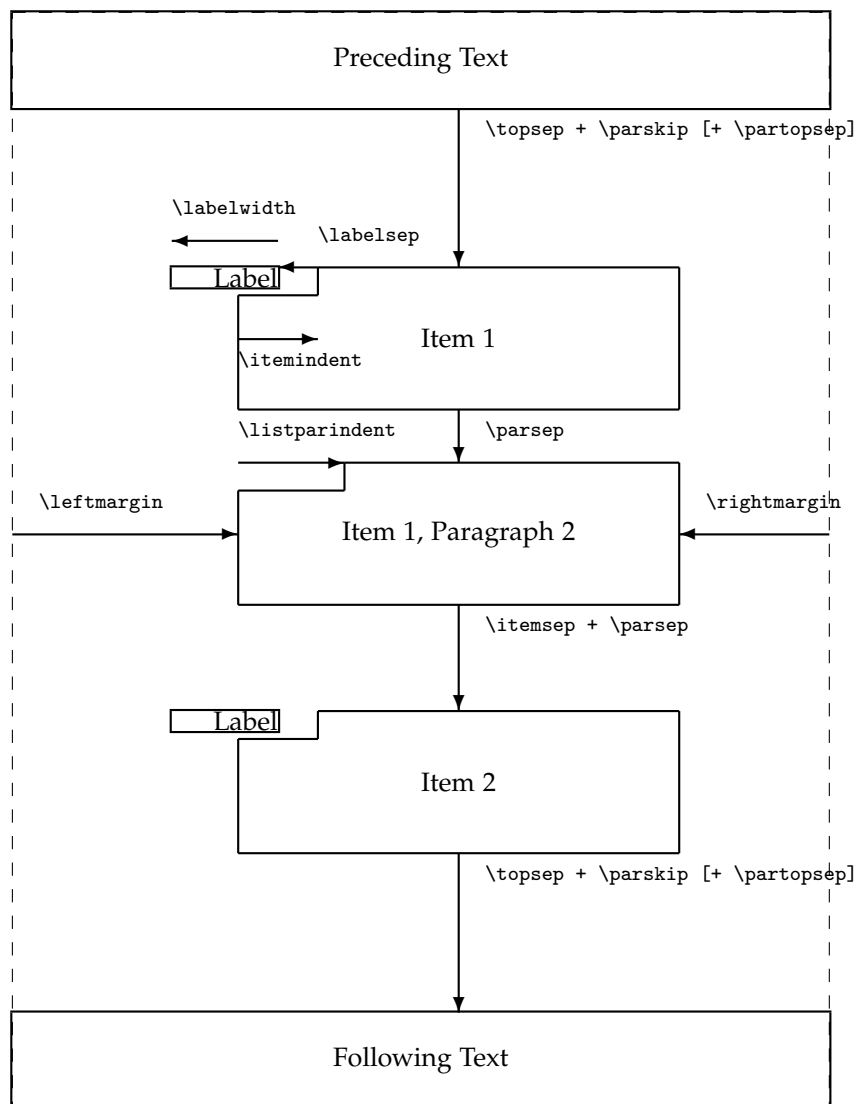 Preceding Text
\topsep + \parskip [+ \partopsep]
\labelwidth
\labelsep
Label
Item 1
\itemindent
\listparindent
\parsep
\leftmargin
\rightmargin
Item 1, Paragraph 2
\itemsep + \parsep
Label
Item 2
\topsep + \parskip [+ \partopsep]
Following Text